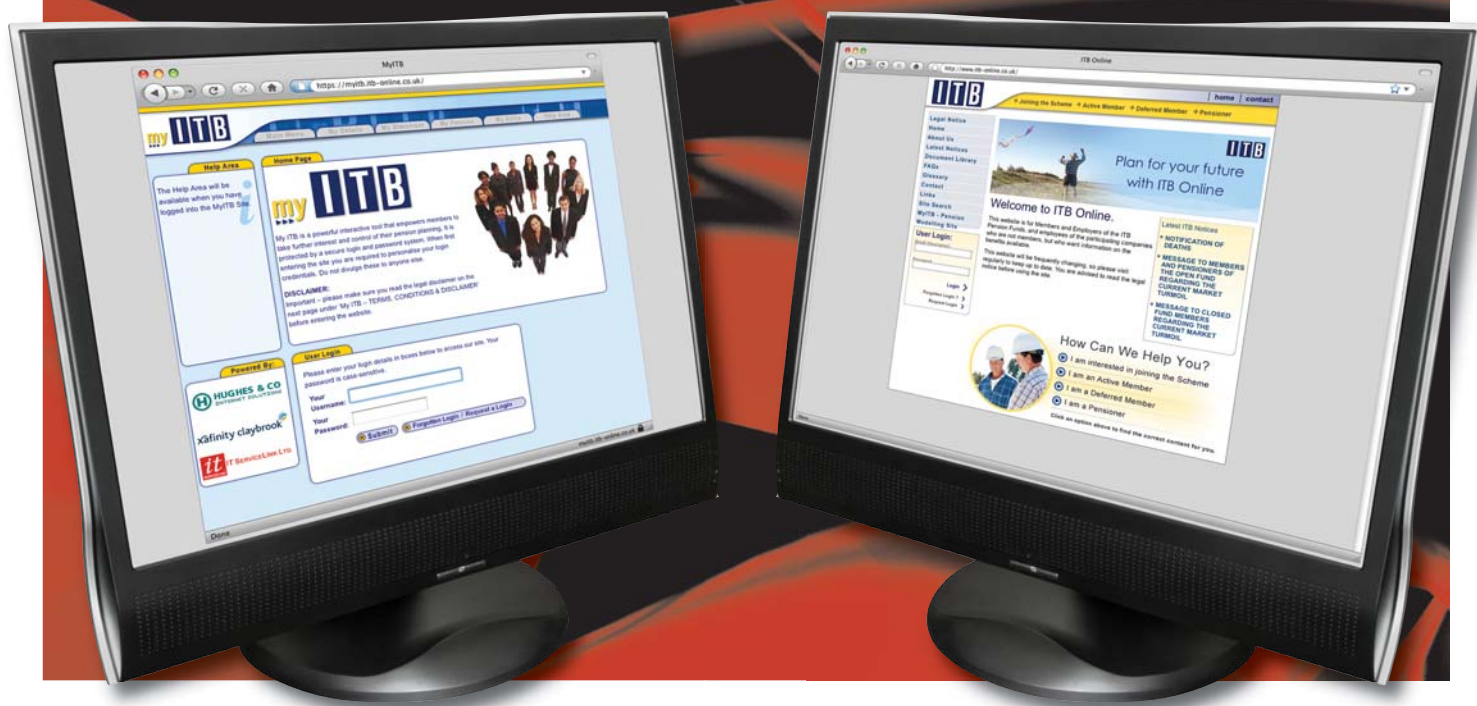 MyITB
https://myitb.itb-online.co.uk/
my ITB
Main Menu
My Details
My Pension
Help Area
Help Area
The Help Area will be
available when you have
logged into the MyITB Site.
Home Page
my ITB
My ITB is a powerful interactive tool that empowers members to
take further interest and control of their pension planning. It is
protected by a secure login and password system. When first
entering the site you are required to personalise your login
credentials. Do not divulge these to anyone else.
DISCLAIMER:
Important – please make sure you read the legal disclaimer on the
next page under 'My ITB – TERMS, CONDITIONS & DISCLAIMER'
before entering the website.
Powered By:
HUGHES & CO
INTERNET SOLUTIONS
xafinity claybrook
it IT SERVICELINK LTD
User Login
Please enter your login details in boxes below to access our site. Your
password is case-sensitive.
Your
Username:
Your
Password:
Submit
Forgotten Login / Request a Login
myitb.itb-online.co.uk
Done
ITB Online
http://www.itb-online.co.uk/
ITB
home | contact
Joining the Scheme
Active Member
Deferred Member
Pensioner
Legal Notice
Home
About Us
Latest Notices
Document Library
FAQs
Glossary
Contact
Links
Site Search
MyITB - Pension
Modelling Site
User Login:
Login
Forgotten Login ?
Request Login
ITB
Plan for your future
with ITB Online
Welcome to ITB Online.
This website is for Members and Employers of the ITB
Pension Funds, and employees of the participating companies
who are not members, but who want information on the
benefits available.
This website will be frequently changing, so please visit
regularly to keep up to date. You are advised to read the legal
notice before using the site.
Latest ITB Notices
NOTIFICATION OF
DEATHS
MESSAGE TO MEMBERS
AND PENSIONERS OF
THE OPEN FUND
REGARDING THE
CURRENT MARKET
TURMOIL
MESSAGE TO CLOSED
FUND MEMBERS
REGARDING THE
CURRENT MARKET
TURMOIL
How Can We Help You?
I am interested in joining the Scheme
I am an Active Member
I am a Deferred Member
I am a Pensioner
Click an option above to find the correct content for you.
Done